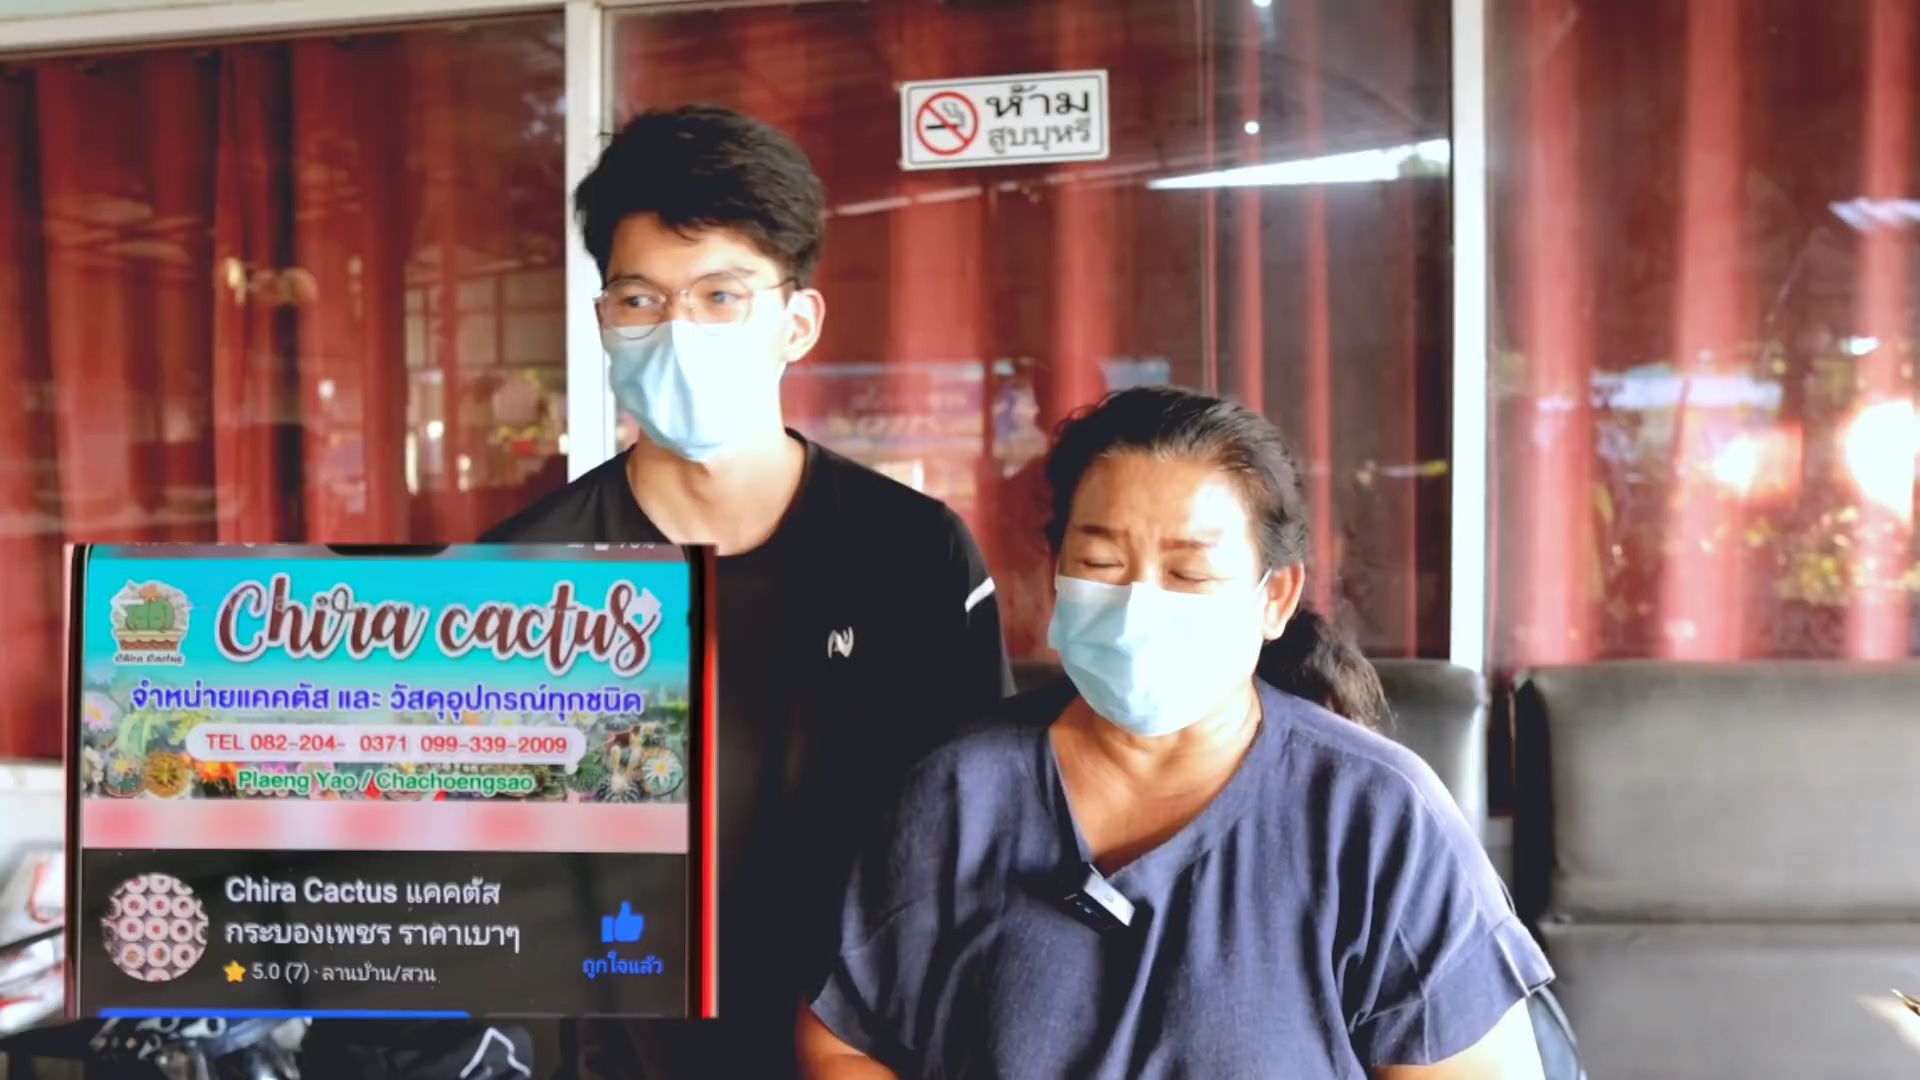 ห้าม
สูบบุหรี่
Chira cactus
Chira Cactus
จำหน่ายแคคตัส และ วัสดุอุปกรณ์ทุกชนิด
TEL 082-204- 0371 099-339-2009
Plaeng Yao / Chachoengsao
Chira Cactus แคคตัส
กระบองเพชร ราคาเบาๆ
5.0 (7) · ลานบ้าน/สวน
ถูกใจแล้ว